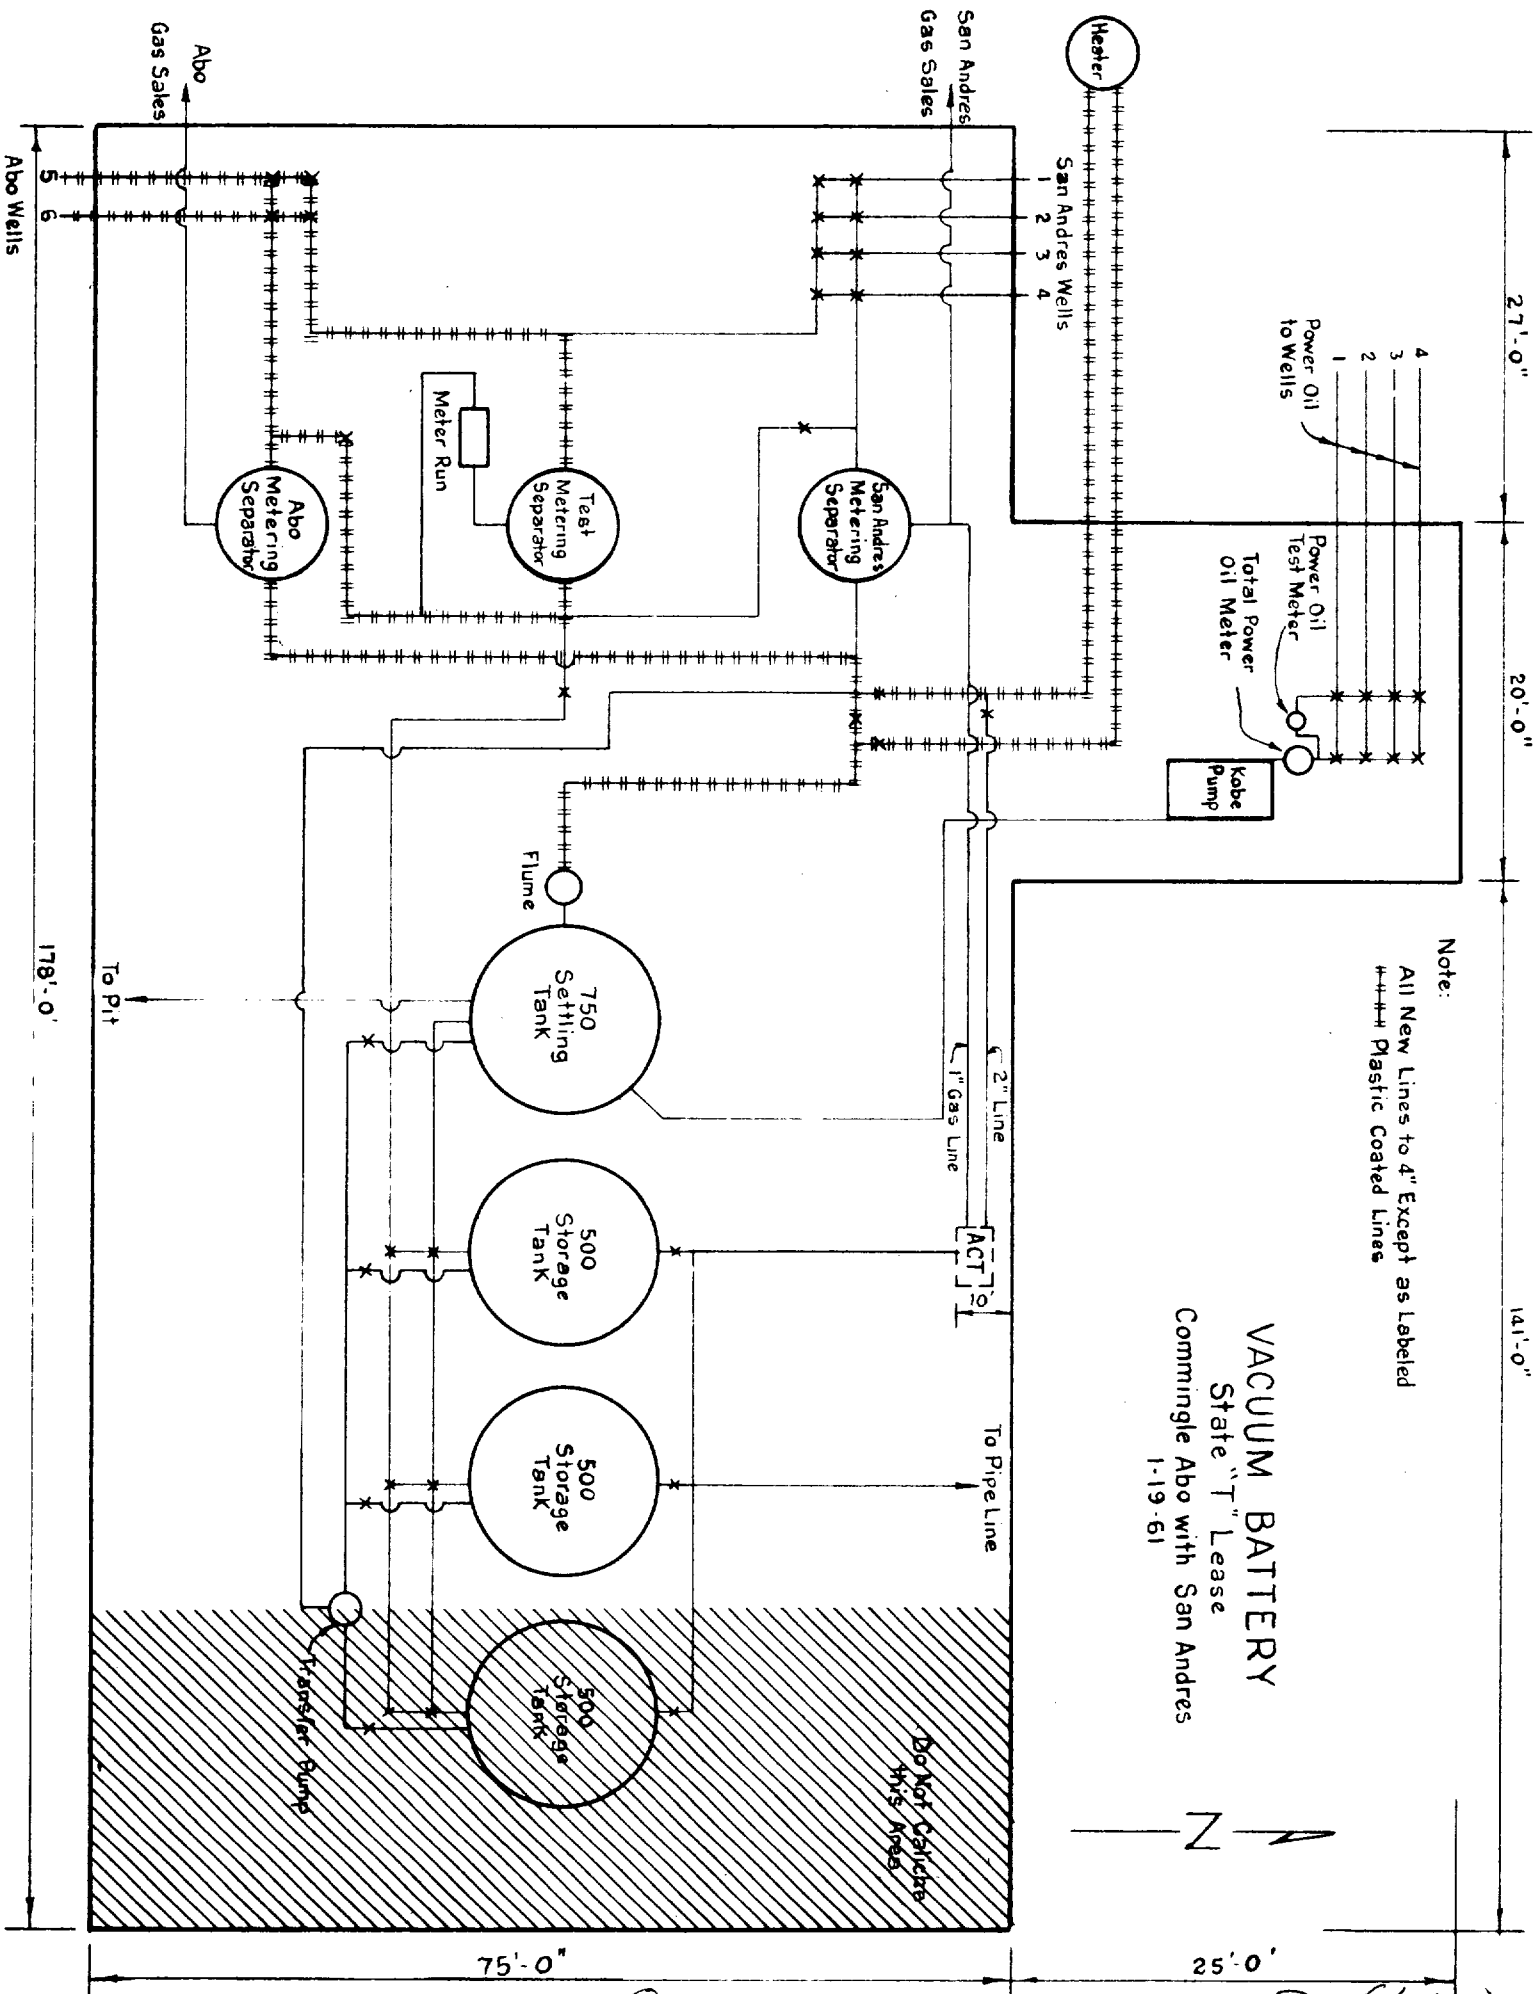 VACUUM BATTERY
State "T" Lease
Commingle Abo with San Andres
1-19-61
Note:
All New Lines to 4" Except as Labeled
#### Plastic Coated Lines
N
27'-0"
20'-0"
141'-0"
25'-0'
75'-0"
178'-0'
Heater
San Andres
Gas Sales
Abo
Gas Sales
San Andres Wells
1
2
3
4
5
6
Abo Wells
Power Oil
to Wells
1
2
3
4
Power Oil
Test Meter
Total Power
Oil Meter
Kobe
Pump
San Andres
Metering
Separator
Test
Metering
Separator
Abo
Metering
Separator
Meter Run
Flume
750
Settling
Tank
500
Storage
Tank
500
Storage
Tank
500
Storage
Tank
2" Line
1" Gas Line
ACT
To Pipe Line
To Pit
Transfer Pump
Do Not Caliche
this Area